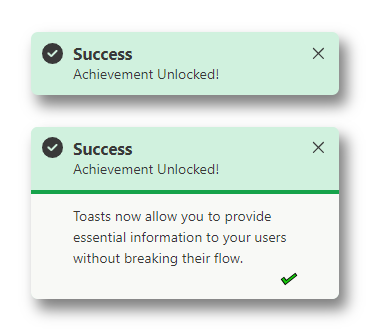 Success
Achievement Unlocked!
Success
Achievement Unlocked!
Toasts now allow you to provide
essential information to your users
without breaking their flow.